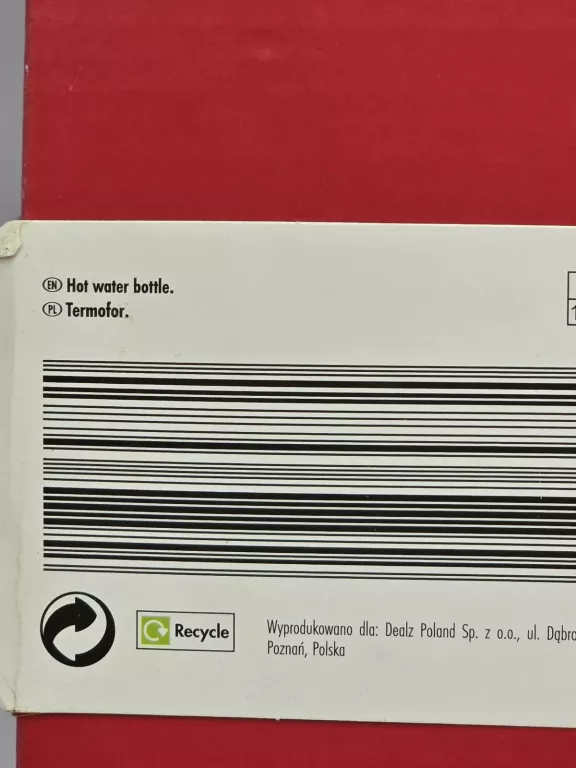 EN Hot water bottle.
PL Termofor.
Recycle
Wyprodukowano dla: Dealz Poland Sp. z o.o., ul.
Poznań, Polska